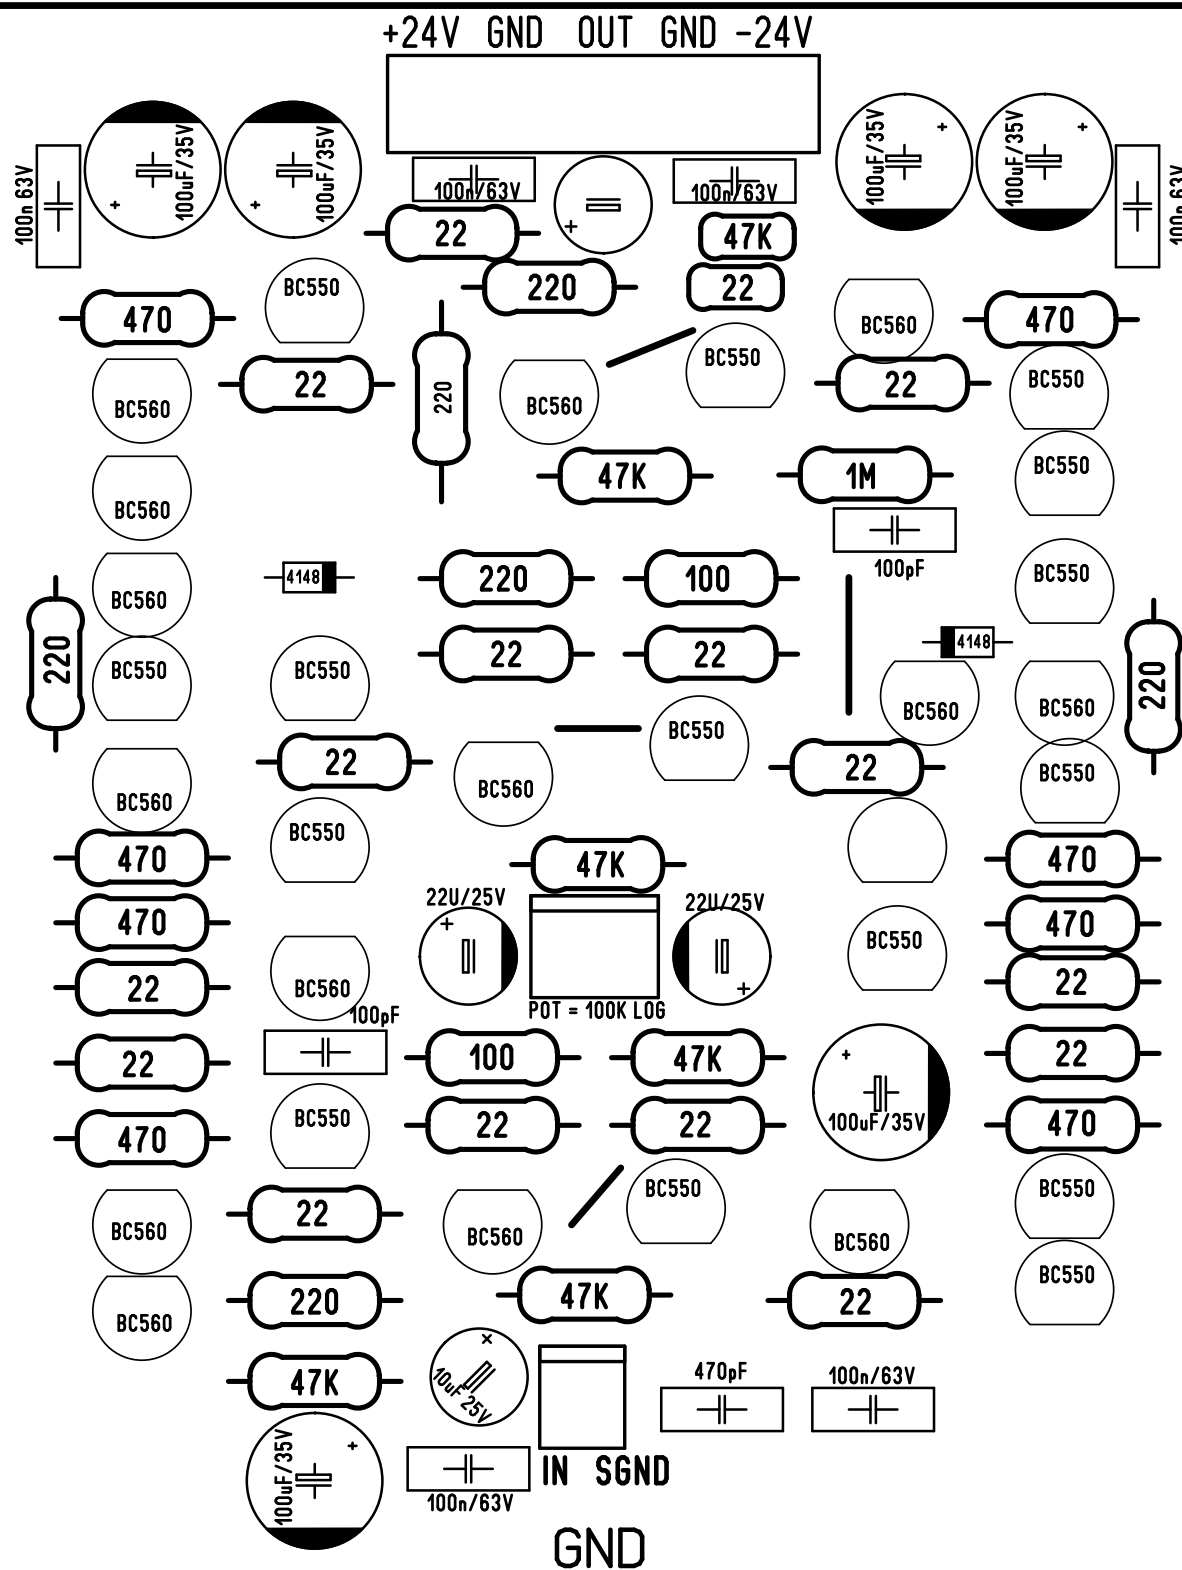 +24V GND OUT GND -24V
100n 63V
100uF/35V
100uF/35V
100n/63V
100n/63V
100uF/35V
100uF/35V
100n 63V
22
47K
220
22
BC550
470
BC560
470
220
22
BC550
BC560
22
BC550
BC560
BC560
47K
1M
BC550
BC560
100pF
4148
220
100
BC550
BC560
220
22
22
4148
BC550
BC550
220
BC560
BC560
BC550
22
22
BC550
BC560
BC560
BC550
470
47K
470
22U/25V
22U/25V
470
470
BC550
22
BC560
22
POT = 100K LOG
100pF
22
100
47K
22
100uF/35V
470
BC550
22
22
470
BC560
22
BC560
BC550
BC560
BC550
BC560
220
47K
22
BC550
47K
10uF 25V
470pF
100n/63V
100uF/35V
100n/63V
IN SGND
GND